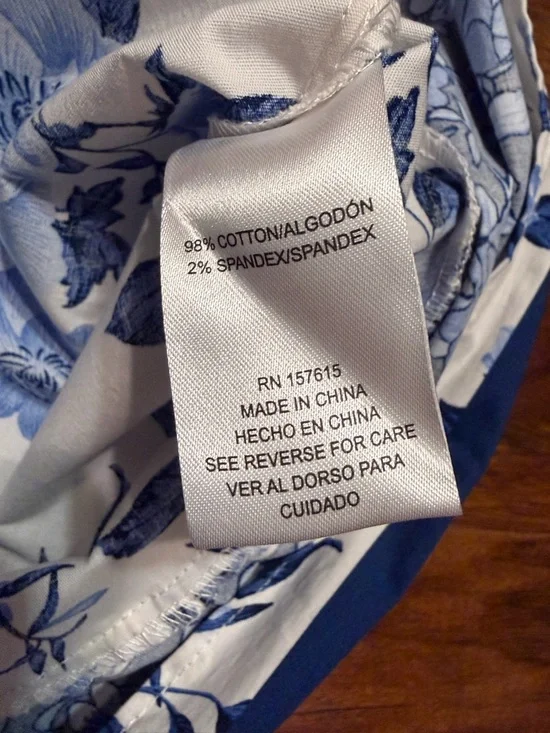 98% COTTON/ALGODÓN
2% SPANDEX/SPANDEX
RN 157615
MADE IN CHINA
HECHO EN CHINA
SEE REVERSE FOR CARE
VER AL DORSO PARA
CUIDADO